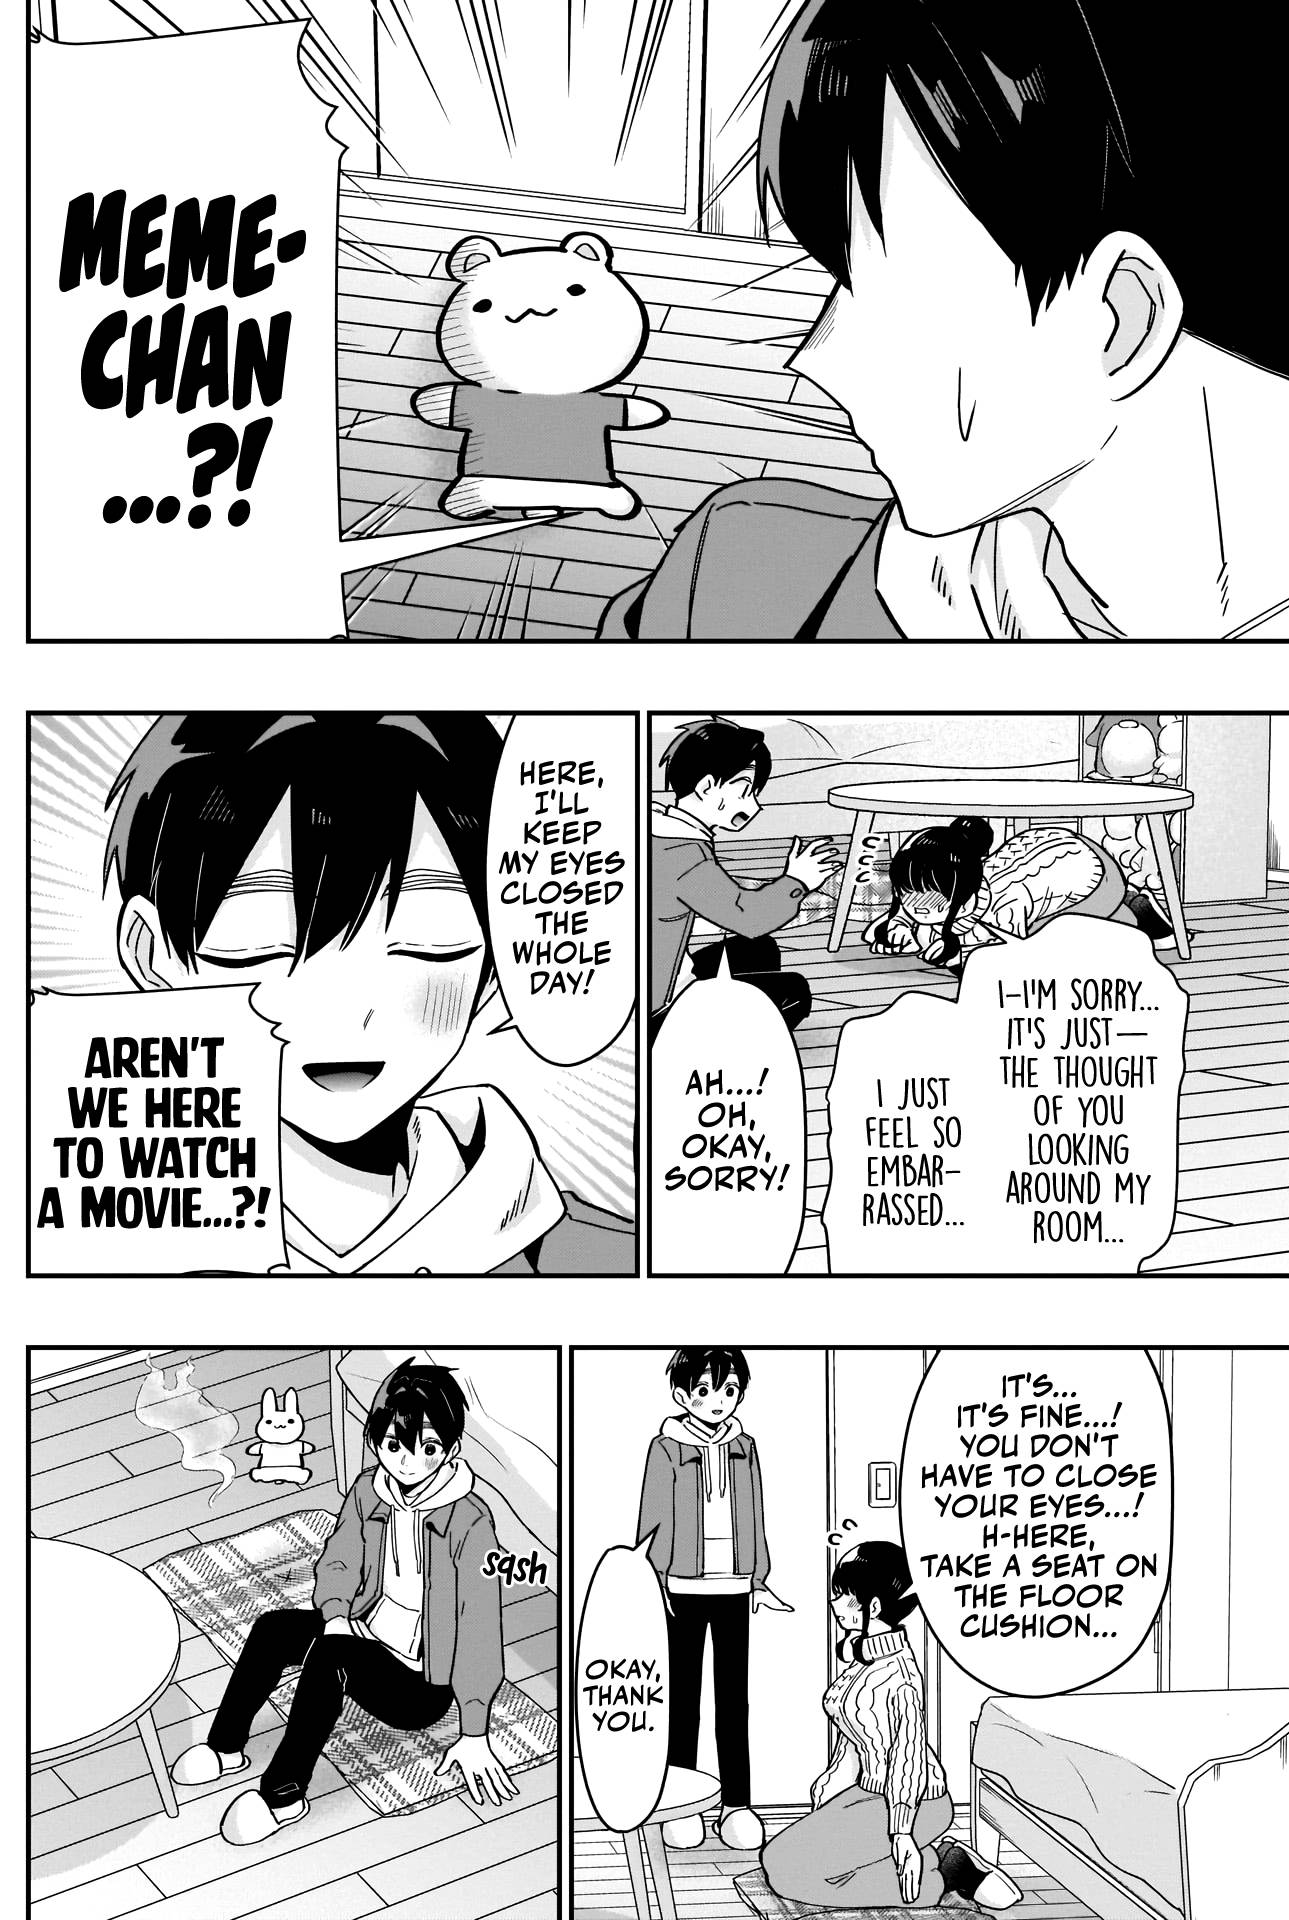 MEME-
CHAN
...?!
I-I'M SORRY...
IT'S JUST—
THE THOUGHT
OF YOU
LOOKING
AROUND MY
ROOM...
I JUST
FEEL SO
EMBAR-
RASSED...
AH...!
OH,
OKAY,
SORRY!
HERE,
I'LL
KEEP
MY EYES
CLOSED
THE
WHOLE
DAY!
AREN'T
WE HERE
TO WATCH
A MOVIE...?!
IT'S...
IT'S FINE...!
YOU DON'T
HAVE TO CLOSE
YOUR EYES...!
H-HERE,
TAKE A SEAT ON
THE FLOOR
CUSHION...
OKAY,
THANK
YOU.
sqsh